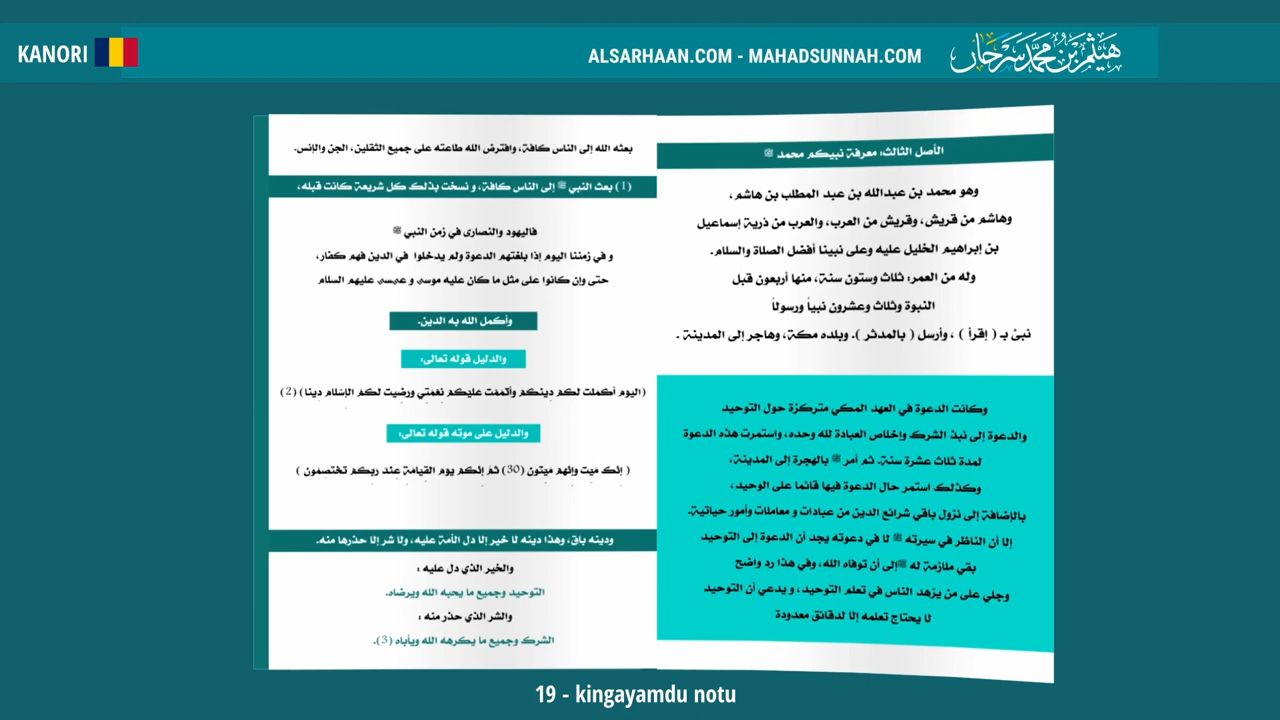 KANORI
ALSARHAAN.COM - MAHADSUNNAH.COM
هيثم بن محمد سرحان
الأصل الثالث: معرفة نبيكم محمد ﷺ
وهو محمد بن عبدالله بن عبد المطلب بن هاشم،
وهاشم من قريش، وقريش من العرب، والعرب من ذرية إسماعيل
بن إبراهيم الخليل عليه وعلى نبينا أفضل الصلاة والسلام.
وله من العمر: ثلاث وستون سنة، منها أربعون قبل
النبوة وثلاث وعشرون نبياً ورسولاً
نبئ بـ ( إقرأ ) ، وأرسل ( بالمدثر ). وبلده مكة، وهاجر إلى المدينة .
وكانت الدعوة في العهد المكي متركزة حول التوحيد
والدعوة إلى نبذ الشرك وإخلاص العبادة لله وحده، واستمرت هذه الدعوة
لمدة ثلاث عشرة سنة. ثم أمر ﷺ بالهجرة إلى المدينة،
وكذلك استمر حال الدعوة فيها قائما على الوحيد،
بالإضافة إلى نزول باقي شرائع الدين من عبادات و معاملات وأمور حياتية.
إلا أن الناظر في سيرته ﷺ لا في دعوته يجد أن الدعوة إلى التوحيد
بقي ملازمة له ﷺ إلى أن توفاه الله، وفي هذا رد واضح
وجلي على من يزهد الناس في تعلم التوحيد، و يدعي أن التوحيد
لا يحتاج تعلمه إلا لدقائق معدودة
بعثه الله إلى الناس كافة، وافترض الله طاعته على جميع الثقلين، الجن والإنس.
(1) بعث النبي ﷺ إلى الناس كافة، و نسخت بذلك كل شريعة كانت قبله،
فاليهود والنصارى في زمن النبي ﷺ
و في زمننا اليوم إذا بلغتهم الدعوة ولم يدخلوا في الدين فهم كفار،
حتى وإن كانوا على مثل ما كان عليه موسى و عيسى عليهم السلام
وأكمل الله به الدين.
والدليل قوله تعالى:
(اليوم أكملت لكم دينكم وأتممت عليكم نعمتي ورضيت لكم الإسلام دينا) (2)
والدليل على موته قوله تعالى:
( إنك ميت وإنهم ميتون (30) ثم إنكم يوم القيامة عند ربكم تختصمون )
ودينه باق، وهذا دينه لا خير إلا دل الأمة عليه، ولا شر إلا حذرها منه.
والخير الذي دل عليه :
التوحيد وجميع ما يحبه الله ويرضاه.
والشر الذي حذر منه :
الشرك وجميع ما يكرهه الله ويأباه (3).
19 - kingayamdu notu